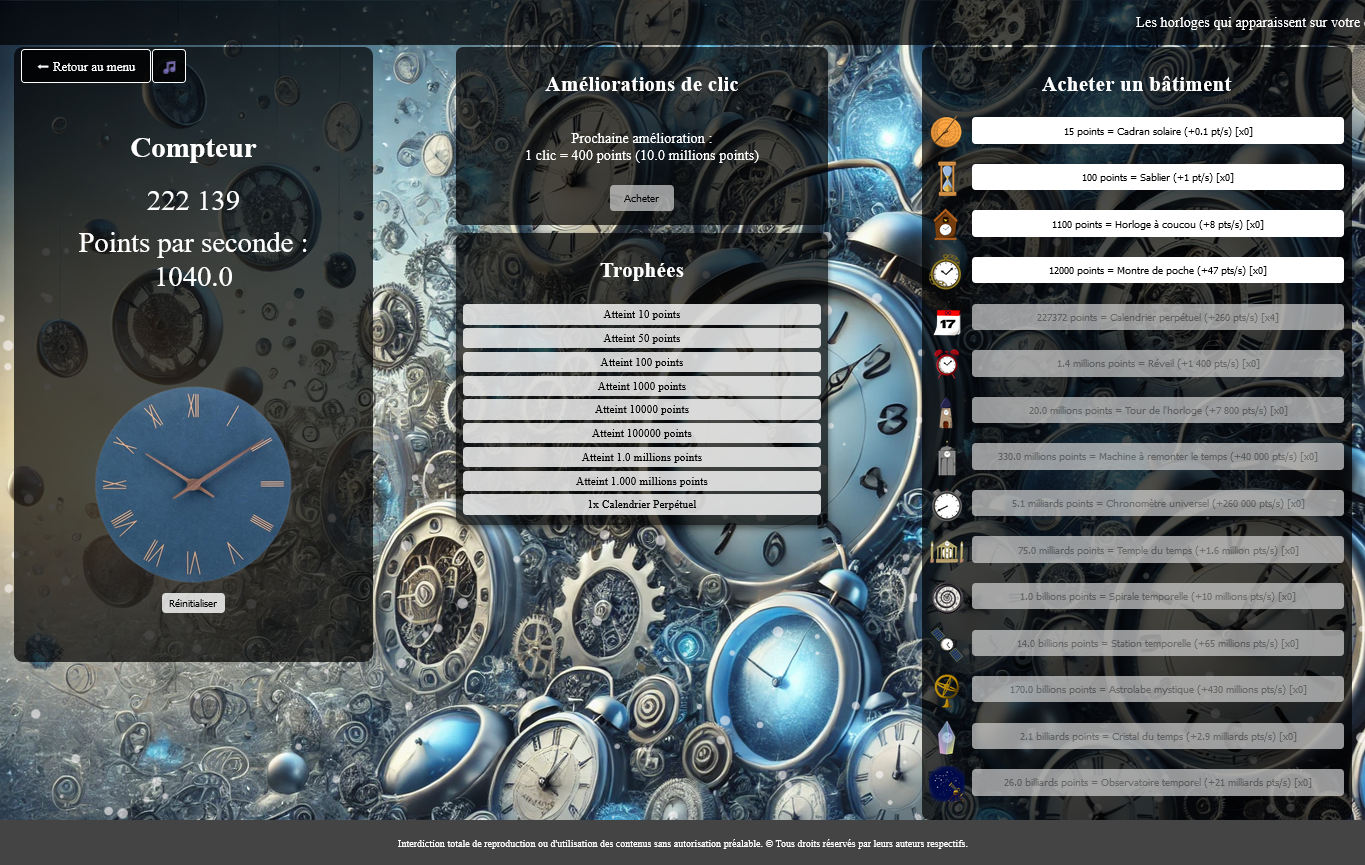 Les horloges qui apparaissent sur votre
⬅ Retour au menu
Compteur
222 139
Points par seconde :
1040.0
Réinitialiser
Améliorations de clic
Prochaine amélioration :
1 clic = 400 points (10.0 millions points)
Acheter
Trophées
Atteint 10 points
Atteint 50 points
Atteint 100 points
Atteint 1000 points
Atteint 10000 points
Atteint 100000 points
Atteint 1.0 millions points
Atteint 1.000 millions points
1x Calendrier Perpétuel
Acheter un bâtiment
15 points = Cadran solaire (+0.1 pt/s) [x0]
100 points = Sablier (+1 pt/s) [x0]
1100 points = Horloge à coucou (+8 pts/s) [x0]
12000 points = Montre de poche (+47 pts/s) [x0]
17
227372 points = Calendrier perpétuel (+260 pts/s) [x4]
1.4 millions points = Réveil (+1 400 pts/s) [x0]
20.0 millions points = Tour de l'horloge (+7 800 pts/s) [x0]
330.0 millions points = Machine à remonter le temps (+40 000 pts/s) [x0]
5.1 milliards points = Chronomètre universel (+260 000 pts/s) [x0]
75.0 milliards points = Temple du temps (+1.6 million pts/s) [x0]
1.0 billions points = Spirale temporelle (+10 millions pts/s) [x0]
14.0 billions points = Station temporelle (+65 millions pts/s) [x0]
170.0 billions points = Astrolabe mystique (+430 millions pts/s) [x0]
2.1 billiards points = Cristal du temps (+2.9 milliards pts/s) [x0]
26.0 billiards points = Observatoire temporel (+21 milliards pts/s) [x0]
Interdiction totale de reproduction ou d'utilisation des contenus sans autorisation préalable. © Tous droits réservés par leurs auteurs respectifs.